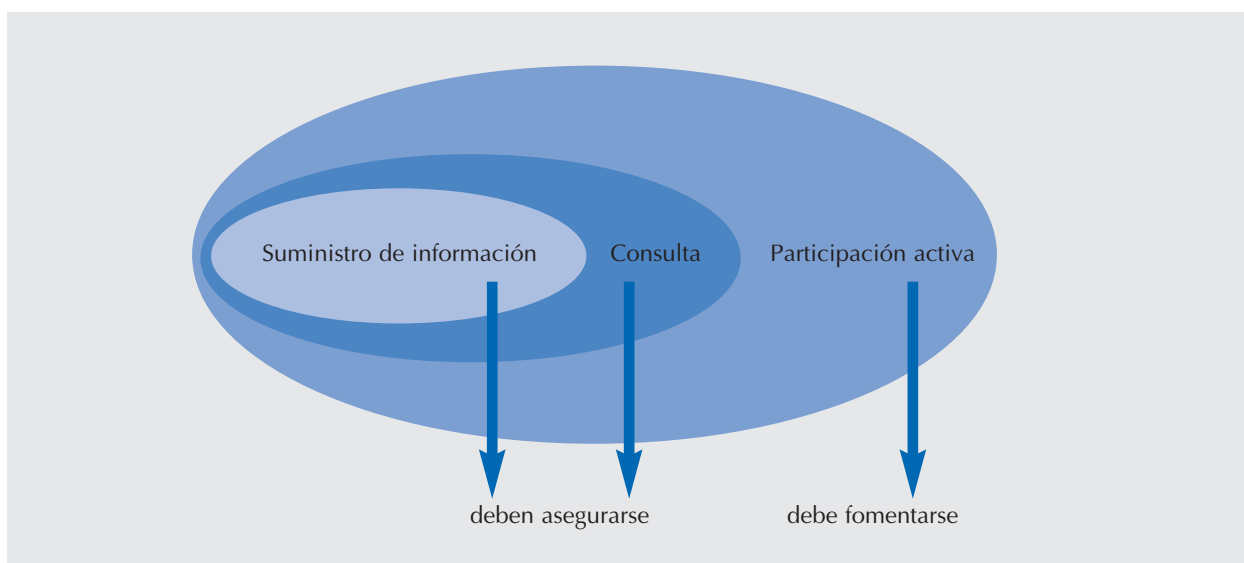 Suministro de información Consulta Participación activa
deben asegurarse debe fomentarse